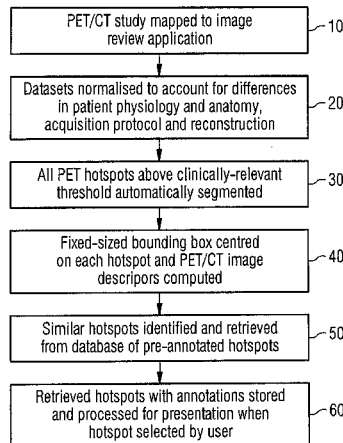 PET/CT study mapped to image
review application
10
Datasets normalised to account for differences
in patient physiology and anatomy,
acquisition protocol and reconstruction
20
All PET hotspots above clinically-relevant
threshold automatically segmented
30
Fixed-sized bounding box centred
on each hotspot and PET/CT image
descripors computed
40
Similar hotspots identified and retrieved
from database of pre-annotated hotspots
50
Retrieved hotspots with annotations stored
and processed for presentation when
hotspot selected by user
60